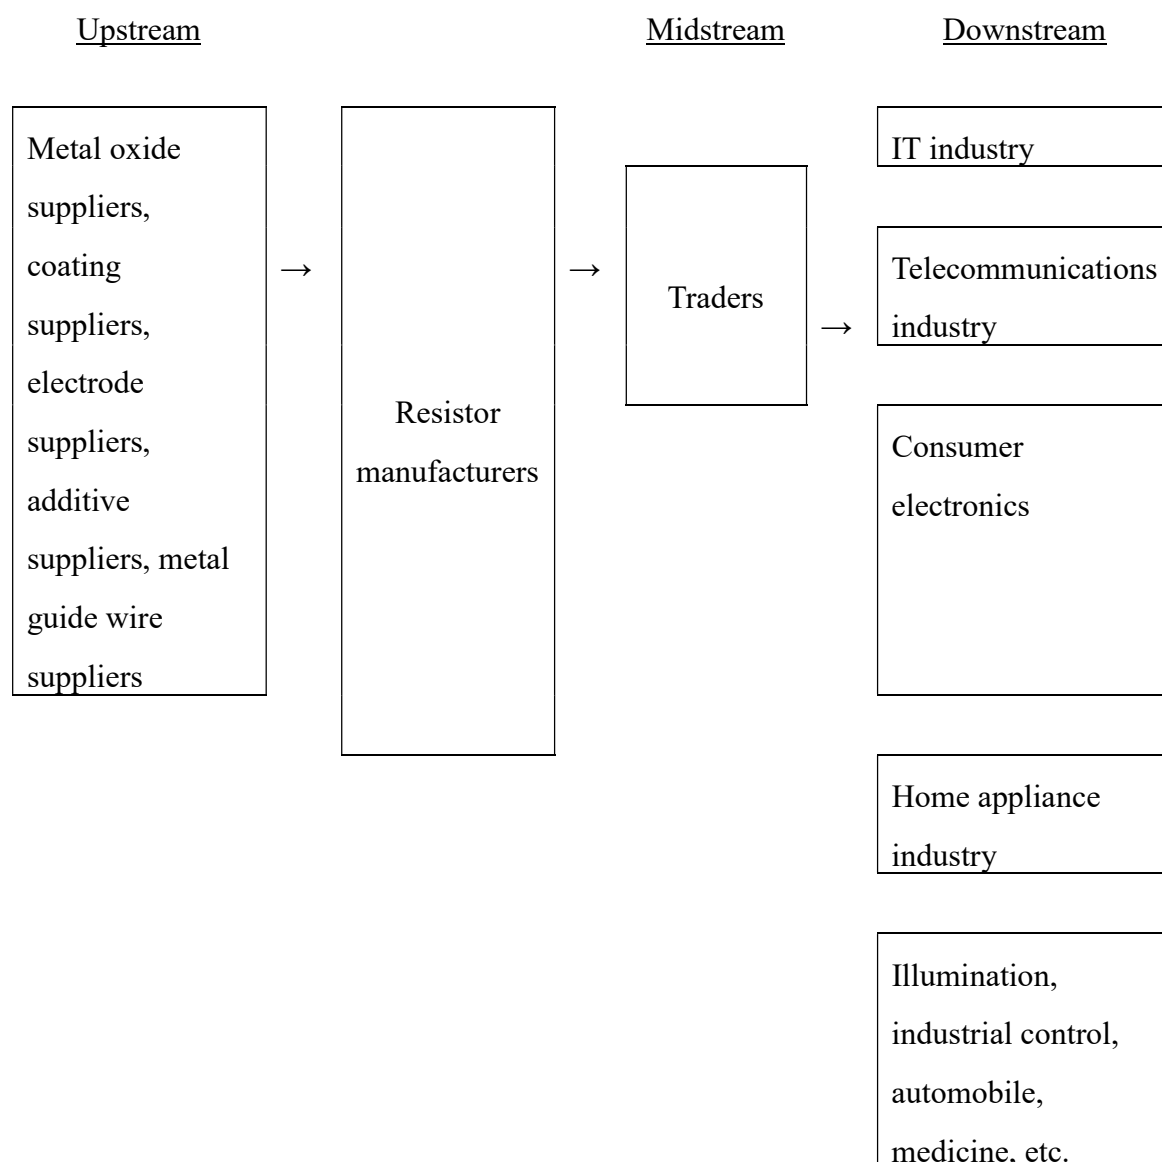 Upstream
Midstream
Downstream
Metal oxide
suppliers,
coating
suppliers,
electrode
suppliers,
additive
suppliers, metal
guide wire
suppliers
→
Resistor
manufacturers
→
Traders
→
IT industry
Telecommunications
industry
Consumer
electronics
Home appliance
industry
Illumination,
industrial control,
automobile,
medicine, etc.